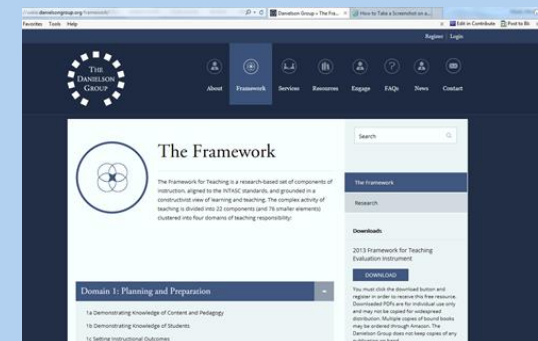 www.danielsongroup.org/framework/
Danielson Group » The Fra...
How to Take a Screenshot on a...
Favorites Tools Help
Edit in Contribute Post to Bl
Register Login
THE
DANIELSON
GROUP
About Framework Services Resources Engage FAQs News Contact
The Framework
The Framework for Teaching is a research-based set of components of
instruction, aligned to the INTASC standards, and grounded in a
constructivist view of learning and teaching. The complex activity of
teaching is divided into 22 components (and 76 smaller elements)
clustered into four domains of teaching responsibility:
Domain 1: Planning and Preparation
1a Demonstrating Knowledge of Content and Pedagogy
1b Demonstrating Knowledge of Students
1c Setting Instructional Outcomes
Search
The Framework
Research
Downloads
2013 Framework for Teaching
Evaluation Instrument
DOWNLOAD
You must click the download button and
register in order to receive this free resource.
Downloaded PDFs are for individual use only
and may not be copied for widespread
distribution. Multiple copies of bound books
may be ordered through Amazon. The
Danielson Group does not keep copies of any
publication on hand.